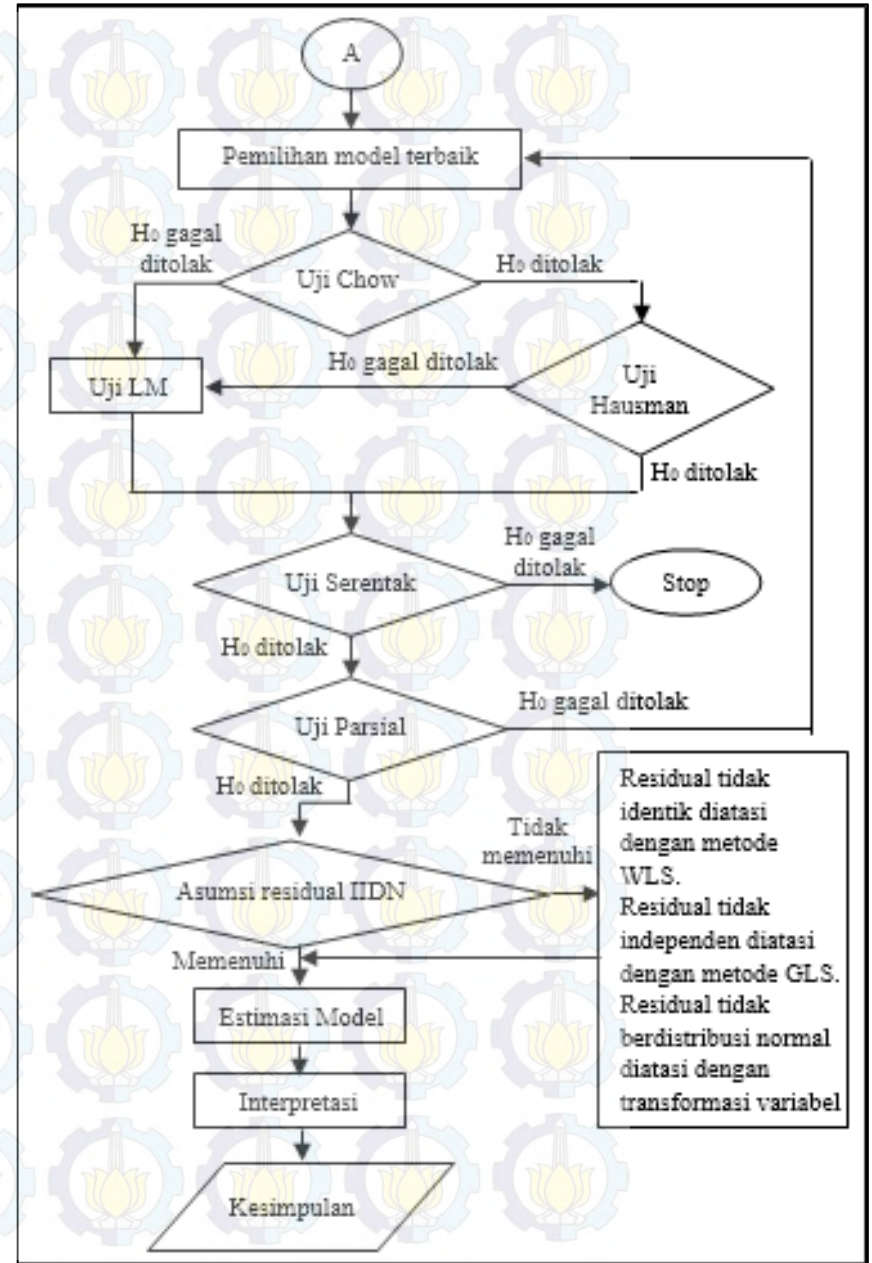 A
Pemilihan model terbaik
H₀ gagal
ditolak
Uji Chow
H₀ ditolak
H₀ gagal ditolak
Uji LM
Uji
Hausman
H₀ ditolak
H₀ gagal
ditolak
Uji Serentak
Stop
H₀ ditolak
H₀ gagal ditolak
Uji Parsial
H₀ ditolak
Tidak
memenuhi
Asumsi residual IIDN
Residual tidak
identik diatasi
dengan metode
WLS.
Residual tidak
independen diatasi
dengan metode GLS.
Residual tidak
berdistribusi normal
diatasi dengan
transformasi variabel
Memenuhi
Estimasi Model
Interpretasi
Kesimpulan